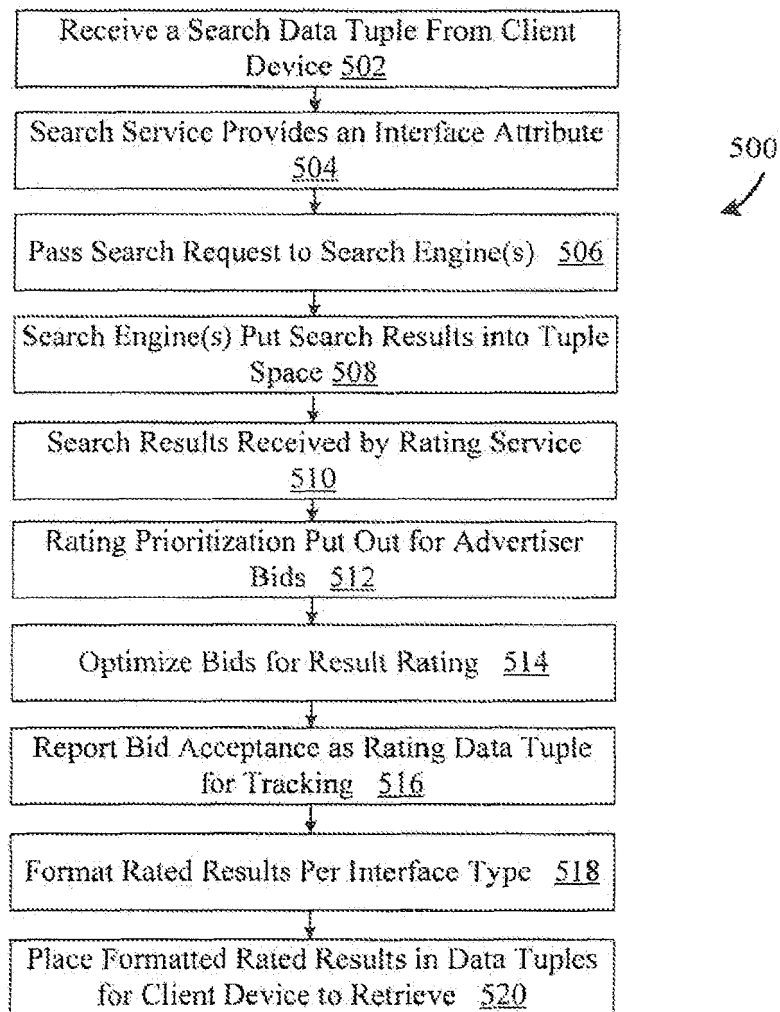 Receive a Search Data Tuple From Client
Device 502
Search Service Provides an Interface Attribute
504
500
Pass Search Request to Search Engine(s) 506
Search Engine(s) Put Search Results into Tuple
Space 508
Search Results Received by Rating Service
510
Rating Prioritization Put Out for Advertiser
Bids 512
Optimize Bids for Result Rating 514
Report Bid Acceptance as Rating Data Tuple
for Tracking 516
Format Rated Results Per Interface Type 518
Place Formatted Rated Results in Data Tuples
for Client Device to Retrieve 520